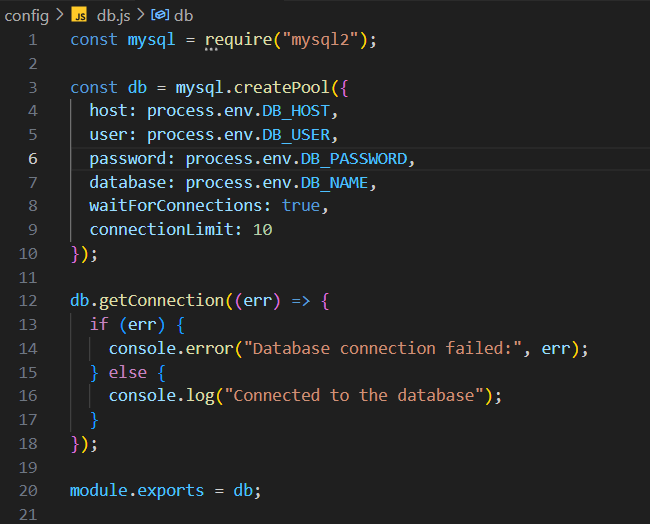 config > JS db.js > db
1 const mysql = require("mysql2");
2
3 const db = mysql.createPool({
4   host: process.env.DB_HOST,
5   user: process.env.DB_USER,
6   password: process.env.DB_PASSWORD,
7   database: process.env.DB_NAME,
8   waitForConnections: true,
9   connectionLimit: 10
10 });
11
12 db.getConnection((err) => {
13   if (err) {
14     console.error("Database connection failed:", err);
15   } else {
16     console.log("Connected to the database");
17   }
18 });
19
20 module.exports = db;
21